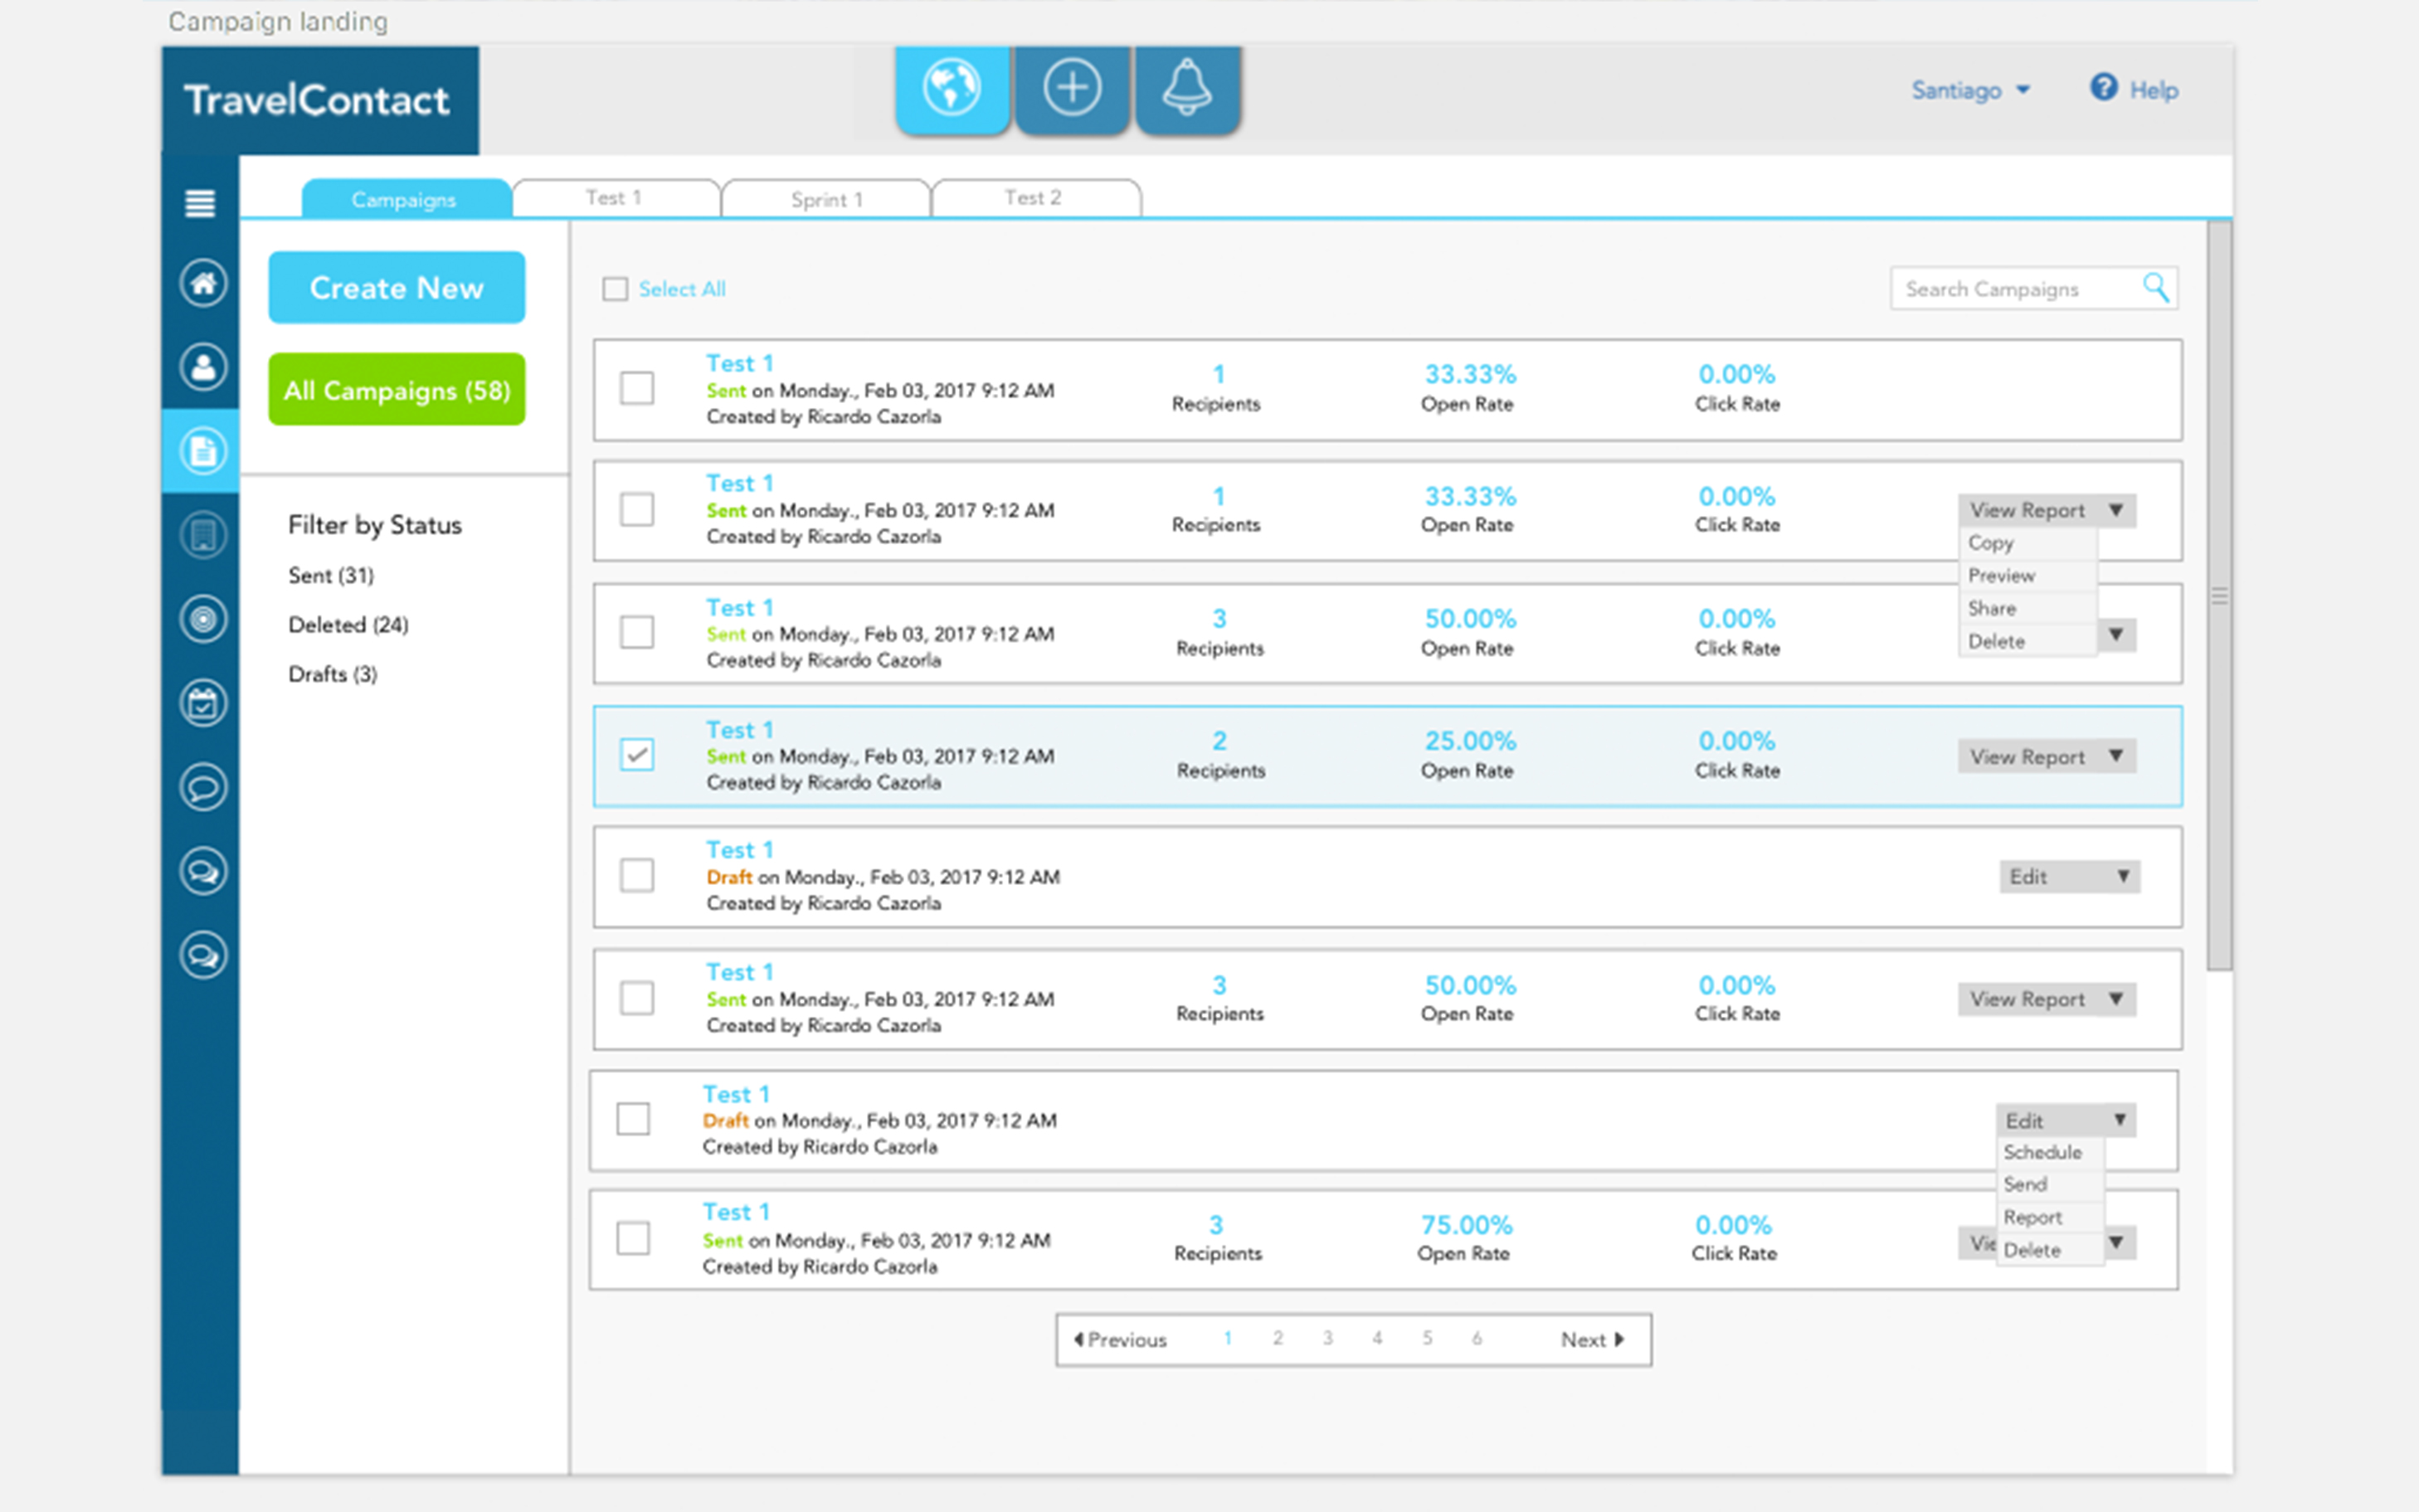 Campaign landing
TravelContact
Santiago
? Help
Campaigns
Test 1
Sprint 1
Test 2
Create New
All Campaigns (58)
Filter by Status
Sent (31)
Deleted (24)
Drafts (3)
Select All
Search Campaigns
Test 1
Sent on Monday., Feb 03, 2017 9:12 AM
Created by Ricardo Cazorla
1
Recipients
33.33%
Open Rate
0.00%
Click Rate
Test 1
Sent on Monday., Feb 03, 2017 9:12 AM
Created by Ricardo Cazorla
1
Recipients
33.33%
Open Rate
0.00%
Click Rate
View Report
Copy
Preview
Share
Delete
Test 1
Sent on Monday., Feb 03, 2017 9:12 AM
Created by Ricardo Cazorla
3
Recipients
50.00%
Open Rate
0.00%
Click Rate
Test 1
Sent on Monday., Feb 03, 2017 9:12 AM
Created by Ricardo Cazorla
2
Recipients
25.00%
Open Rate
0.00%
Click Rate
View Report
Test 1
Draft on Monday., Feb 03, 2017 9:12 AM
Created by Ricardo Cazorla
Edit
Test 1
Sent on Monday., Feb 03, 2017 9:12 AM
Created by Ricardo Cazorla
3
Recipients
50.00%
Open Rate
0.00%
Click Rate
View Report
Test 1
Draft on Monday., Feb 03, 2017 9:12 AM
Created by Ricardo Cazorla
Edit
Schedule
Send
Report
Delete
Test 1
Sent on Monday., Feb 03, 2017 9:12 AM
Created by Ricardo Cazorla
3
Recipients
75.00%
Open Rate
0.00%
Click Rate
Previous 1 2 3 4 5 6 Next